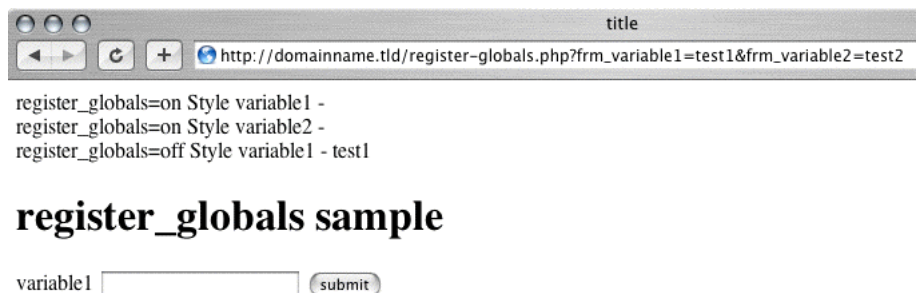 title
http://domainname.tld/register-globals.php?frm_variable1=test1&frm_variable2=test2
register_globals=on Style variable1 -
register_globals=on Style variable2 -
register_globals=off Style variable1 - test1
register_globals sample
variable1 submit